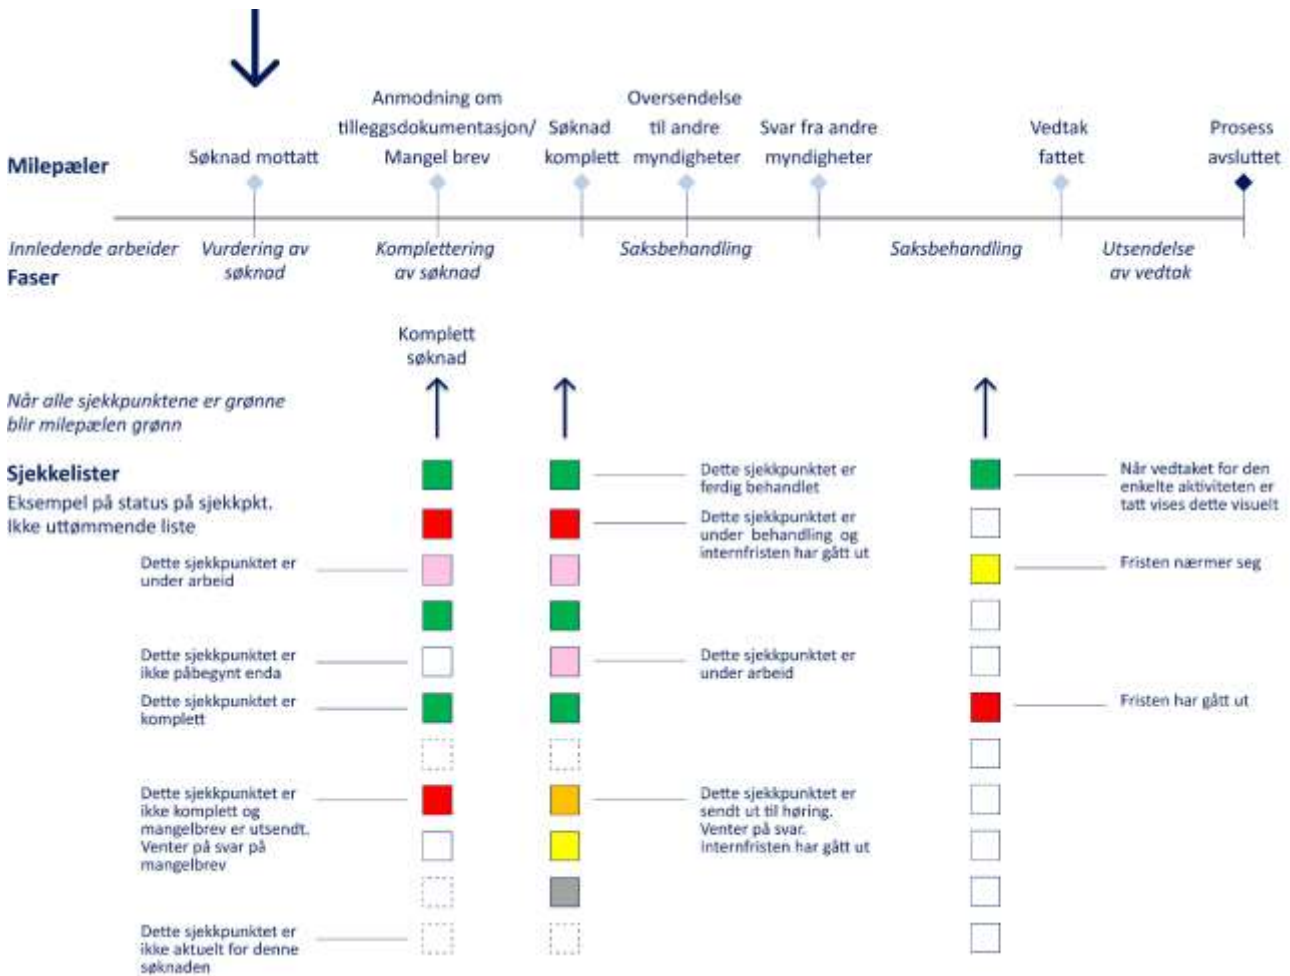 Anmodning om
tilleggsdokumentasjon/
Mangel brev
Oversendelse
til andre
myndigheter
Søknad
komplett
Svar fra andre
myndigheter
Vedtak
fattet
Prosess
avsluttet
Milepæler
Søknad mottatt
Innledende arbeider
Vurdering av
søknad
Komplettering
av søknad
Saksbehandling
Saksbehandling
Utsendelse
av vedtak
Faser
Komplett
søknad
Når alle sjekkpunktene er grønne
blir milepælen grønn
Sjekkelister
Eksempel på status på sjekkpkt.
Ikke uttømmende liste
Dette sjekkpunktet er
under arbeid
Dette sjekkpunktet er
ikke påbegynt enda
Dette sjekkpunktet er
komplett
Dette sjekkpunktet er
ikke komplett og
mangelbrev er utsendt.
Venter på svar på
mangelbrev
Dette sjekkpunktet er
ikke aktuelt for denne
søknaden
Dette sjekkpunktet er
ferdig behandlet
Dette sjekkpunktet er
under behandling og
internfristen har gått ut
Dette sjekkpunktet er
under arbeid
Dette sjekkpunktet er
sendt ut til høring.
Venter på svar.
Internfristen har gått ut
Når vedtaket for den
enkelte aktiviteten er
tatt vises dette visuelt
Fristen nærmer seg
Fristen har gått ut